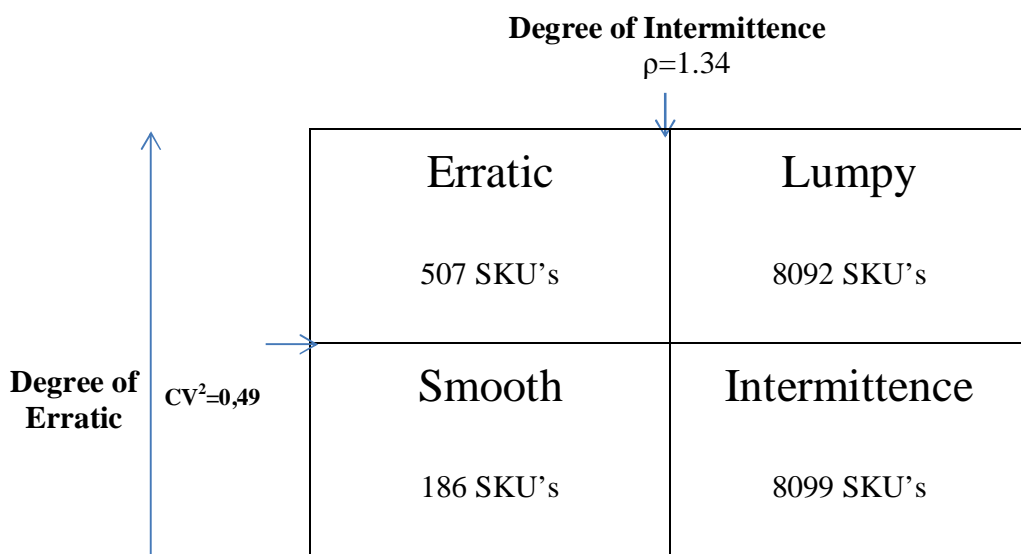 Degree of Intermittence
ρ=1.34
Erratic
Lumpy
507 SKU’s
8092 SKU’s
Degree of
Erratic
CV²=0,49
Smooth
Intermittence
186 SKU’s
8099 SKU’s